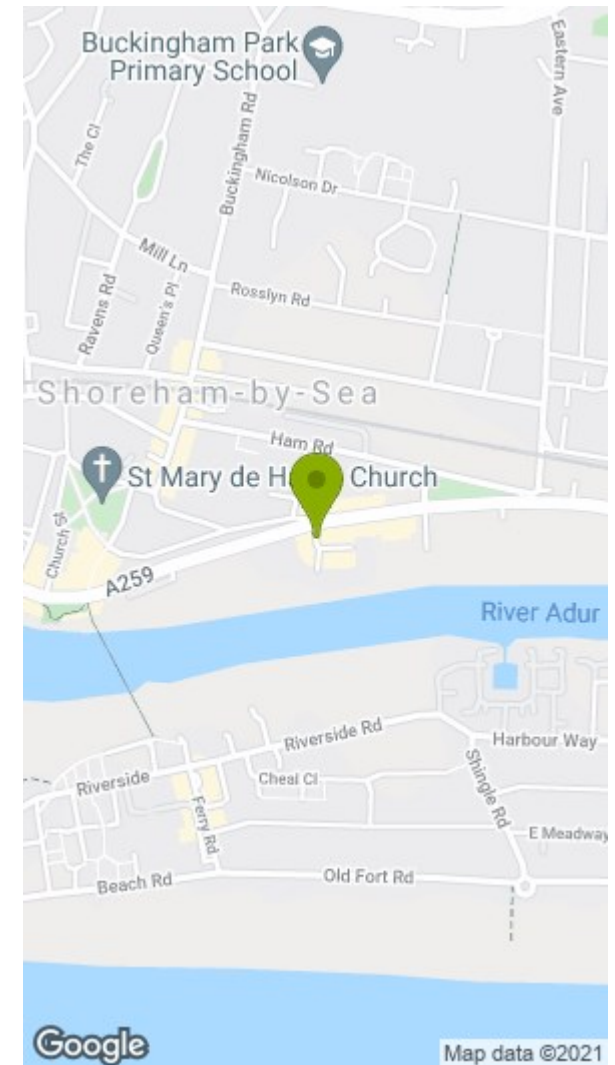 Buckingham Park
Primary School
Eastern Ave
The Cl
Buckingham Rd
Nicolson Dr
Mill Ln
Ravens Rd
Queen's Pl
Rosslyn Rd
Shoreham-by-Sea
Ham Rd
St Mary de H Church
Church St
A259
River Adur
Riverside Rd
Harbour Way
Riverside
Cheal Cl
Shingle Rd
Ferry Rd
E Meadway
Beach Rd
Old Fort Rd
Google
Map data ©2021